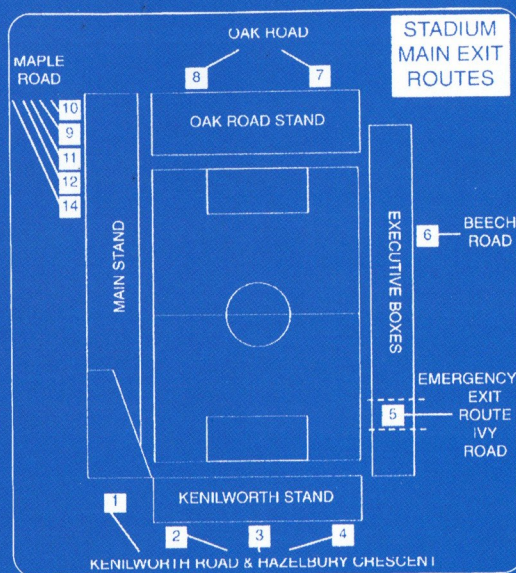 OAK ROAD
STADIUM
MAIN EXIT
ROUTES
MAPLE
ROAD
8
7
10
9
11
12
14
OAK ROAD STAND
MAIN STAND
EXECUTIVE BOXES
6
BEECH
ROAD
EMERGENCY
EXIT
ROUTE
IVY
ROAD
5
1
KENILWORTH STAND
2
3
4
KENILWORTH ROAD & HAZELBURY CRESCENT